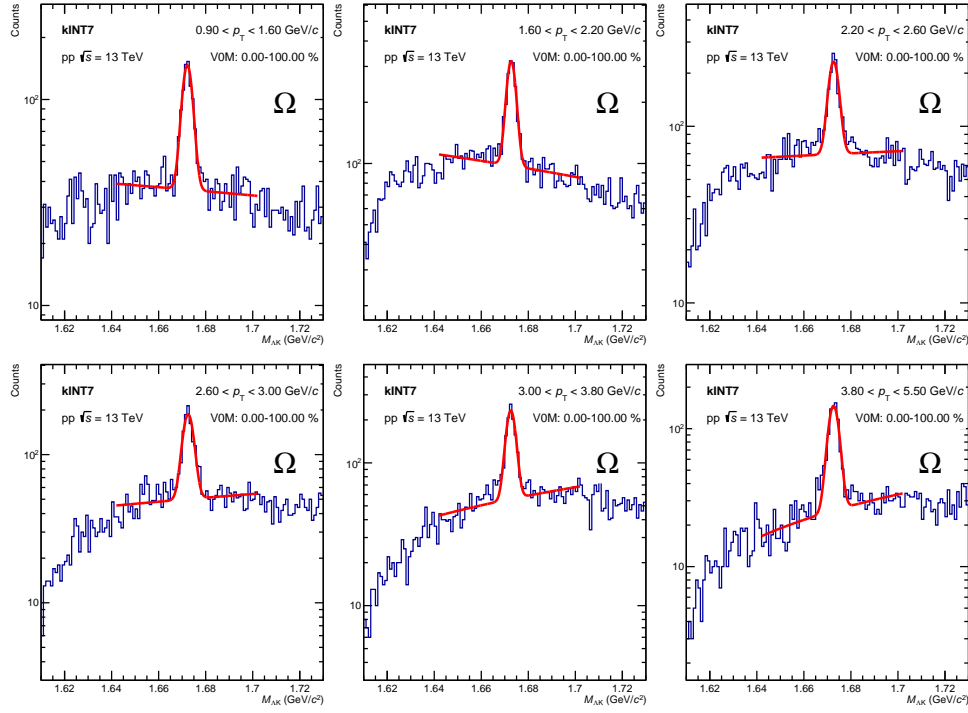 Counts
kINT7 0.90 < p_T < 1.60 GeV/c
pp √s = 13 TeV V0M: 0.00-100.00 %
Ω
10²
10
1.62 1.64 1.66 1.68 1.7 1.72
M_ΛK (GeV/c²)
Counts
kINT7 1.60 < p_T < 2.20 GeV/c
pp √s = 13 TeV V0M: 0.00-100.00 %
Ω
10²
1.62 1.64 1.66 1.68 1.7 1.72
M_ΛK (GeV/c²)
Counts
kINT7 2.20 < p_T < 2.60 GeV/c
pp √s = 13 TeV V0M: 0.00-100.00 %
Ω
10²
10
1.62 1.64 1.66 1.68 1.7 1.72
M_ΛK (GeV/c²)
Counts
kINT7 2.60 < p_T < 3.00 GeV/c
pp √s = 13 TeV V0M: 0.00-100.00 %
Ω
10²
10
1.62 1.64 1.66 1.68 1.7 1.72
M_ΛK (GeV/c²)
Counts
kINT7 3.00 < p_T < 3.80 GeV/c
pp √s = 13 TeV V0M: 0.00-100.00 %
Ω
10²
10
1.62 1.64 1.66 1.68 1.7 1.72
M_ΛK (GeV/c²)
Counts
kINT7 3.80 < p_T < 5.50 GeV/c
pp √s = 13 TeV V0M: 0.00-100.00 %
Ω
10²
10
1.62 1.64 1.66 1.68 1.7 1.72
M_ΛK (GeV/c²)